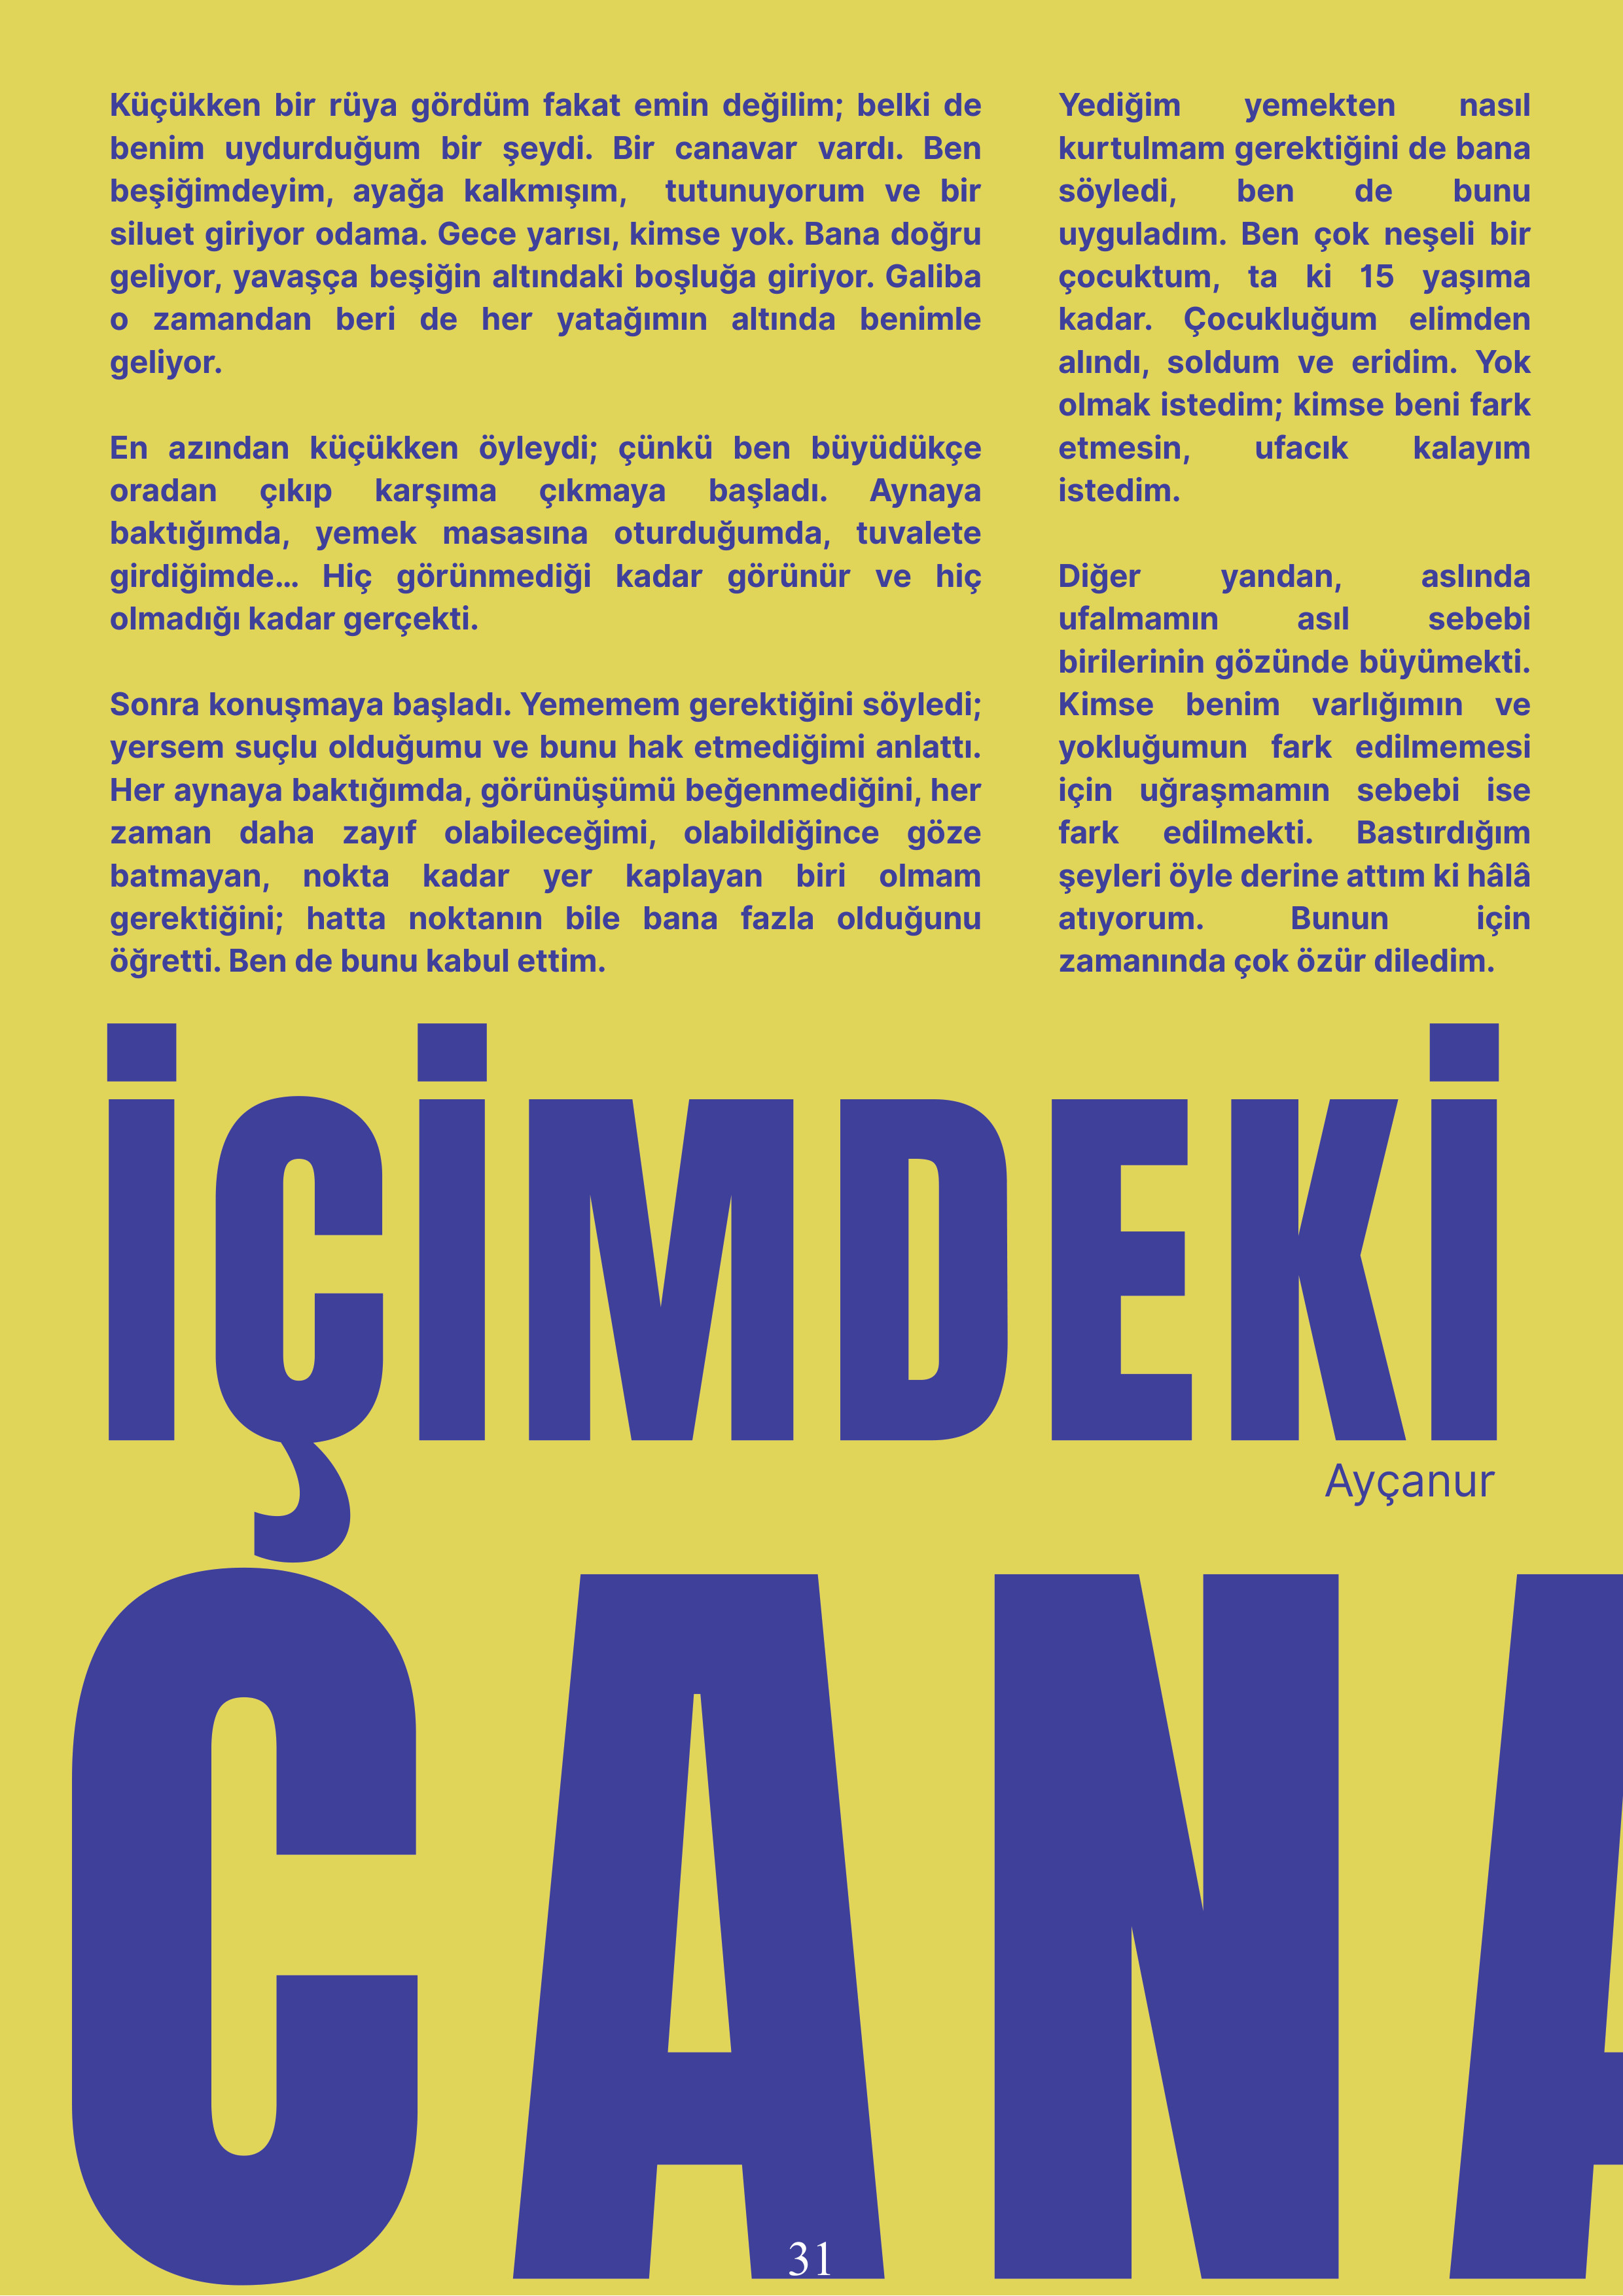 Küçükken bir rüya gördüm fakat emin değilim; belki de
benim uydurduğum bir şeydi. Bir canavar vardı. Ben
beşiğimdeyim, ayağa kalkmışım, tutunuyorum ve bir
siluet giriyor odama. Gece yarısı, kimse yok. Bana doğru
geliyor, yavaşça beşiğin altındaki boşluğa giriyor. Galiba
o zamandan beri de her yatağımın altında benimle
geliyor.
En azından küçükken öyleydi; çünkü ben büyüdükçe
oradan çıkıp karşıma çıkmaya başladı. Aynaya
baktığımda, yemek masasına oturduğumda, tuvalete
girdiğimde... Hiç görünmediği kadar görünür ve hiç
olmadığı kadar gerçekti.
Sonra konuşmaya başladı. Yememem gerektiğini söyledi;
yersem suçlu olduğumu ve bunu hak etmediğimi anlattı.
Her aynaya baktığımda, görünüşümü beğenmediğini, her
zaman daha zayıf olabileceğimi, olabildiğince göze
batmayan, nokta kadar yer kaplayan biri olmam
gerektiğini; hatta noktanın bile bana fazla olduğunu
öğretti. Ben de bunu kabul ettim.
Yediğim yemekten nasıl
kurtulmam gerektiğini de bana
söyledi, ben de bunu
uyguladım. Ben çok neşeli bir
çocuktum, ta ki 15 yaşıma
kadar. Çocukluğum elimden
alındı, soldum ve eridim. Yok
olmak istedim; kimse beni fark
etmesin, ufacık kalayım
istedim.
Diğer yandan, aslında
ufalmamın asıl sebebi
birilerinin gözünde büyümekti.
Kimse benim varlığımın ve
yokluğumun fark edilmemesi
için uğraşmamın sebebi ise
fark edilmekti. Bastırdığım
şeyleri öyle derine attım ki hâlâ
atıyorum. Bunun için
zamanında çok özür diledim.
İÇİMDEKİ
Ayçanur
CANA
31